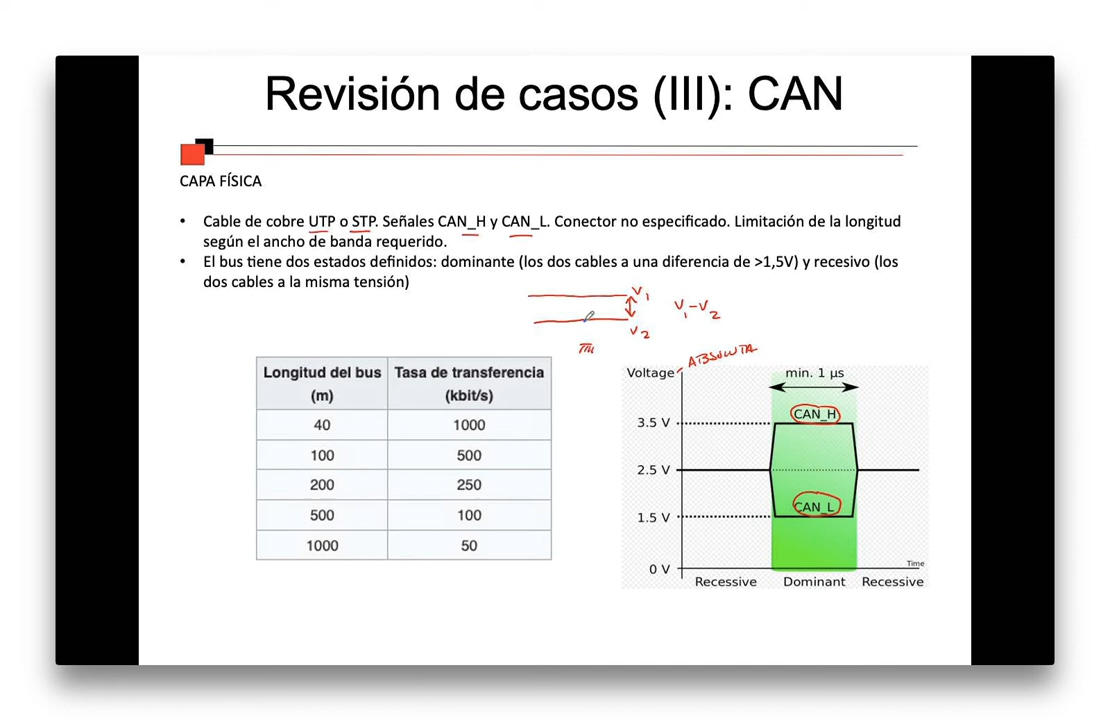 Revisión de casos (III): CAN
CAPA FÍSICA
• Cable de cobre UTP o STP. Señales CAN_H y CAN_L. Conector no especificado. Limitación de la longitud
según el ancho de banda requerido.
• El bus tiene dos estados definidos: dominante (los dos cables a una diferencia de >1,5V) y recesivo (los
dos cables a la misma tensión)
V1
V1-V2
V2
Longitud del bus Tasa de transferencia
(m) (kbit/s)
40 1000
100 500
200 250
500 100
1000 50
ABSOLUTA
Voltage min. 1 µs
CAN_H
3.5 V
2.5 V
CAN_L
1.5 V
Time
0 V
Recessive Dominant Recessive